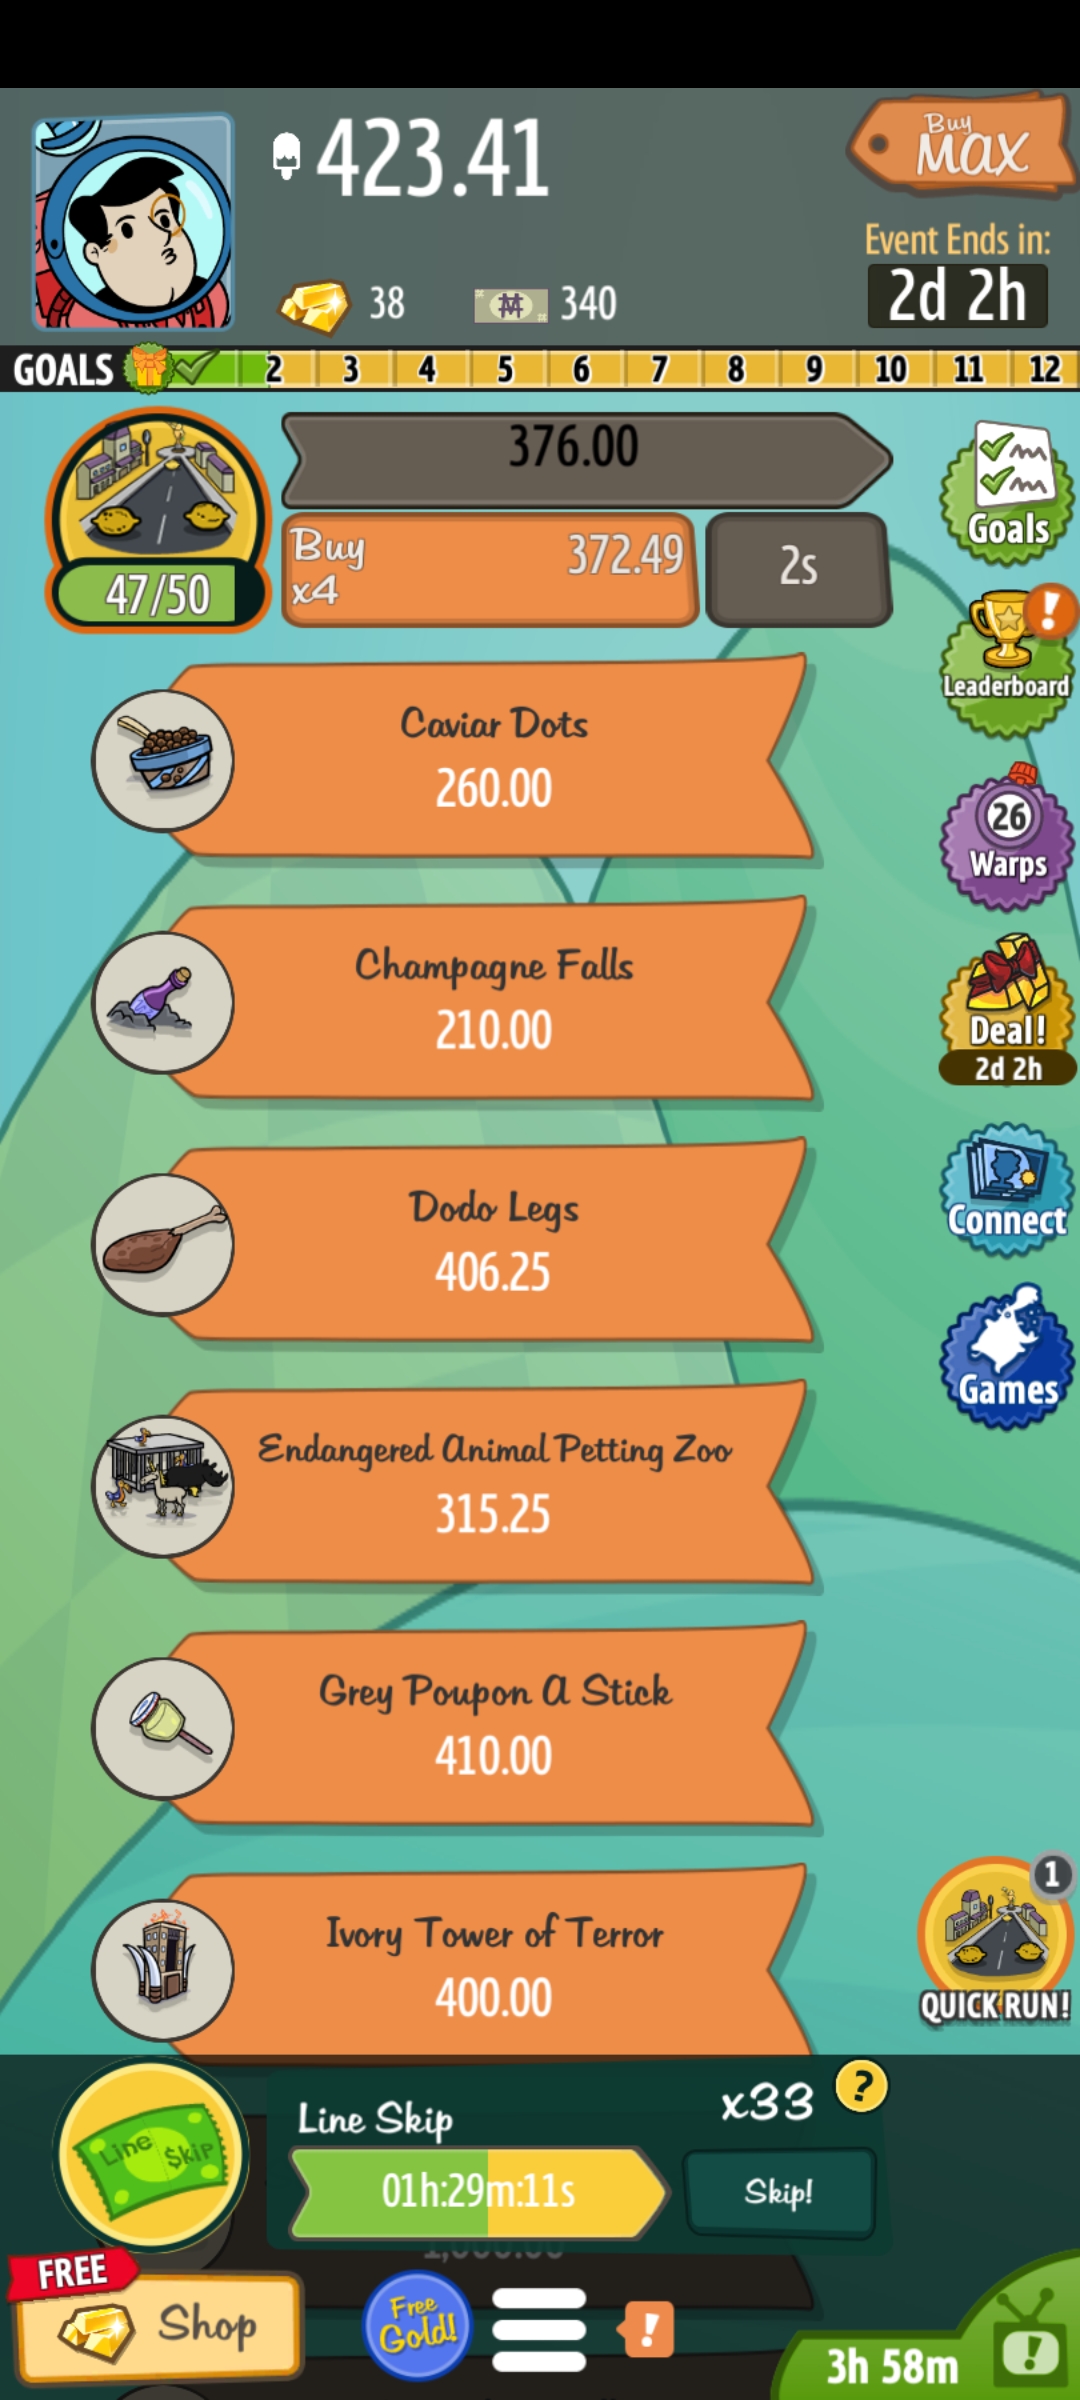 423.41
Buy
MAX
Event Ends in:
2d 2h
38
340
GOALS 2 3 4 5 6 7 8 9 10 11 12
376.00
47/50
Buy
x4
372.49
2s
Goals
Leaderboard
Caviar Dots
260.00
26
Warps
Champagne Falls
210.00
Deal!
2d 2h
Dodo Legs
406.25
Connect
Games
Endangered Animal Petting Zoo
315.25
Grey Poupon A Stick
410.00
Ivory Tower of Terror
400.00
1
QUICK RUN!
Line $kip
Line Skip
x33
?
01h:29m:11s
Skip!
1,000.00
FREE
Shop
Free
Gold!
!
3h 58m
!